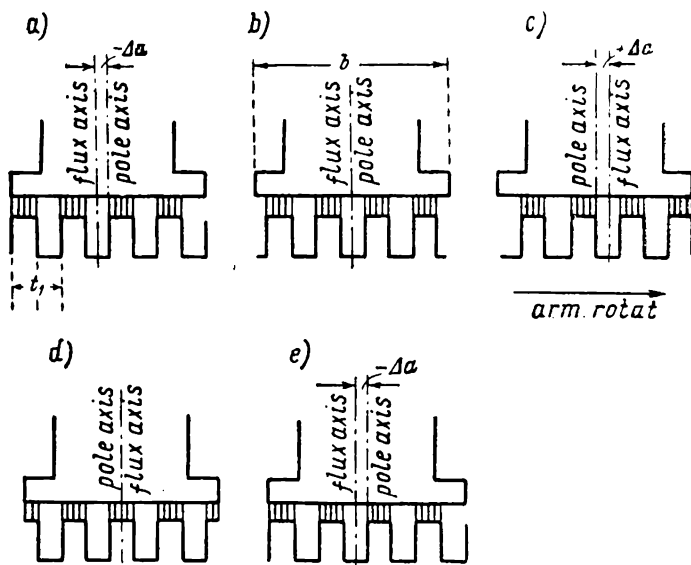 a)
−Δa
flux axis
pole axis
t₁
b)
b
flux axis
pole axis
c)
+Δa
pole axis
flux axis
arm. rotat
d)
pole axis
flux axis
e)
−Δa
flux axis
pole axis